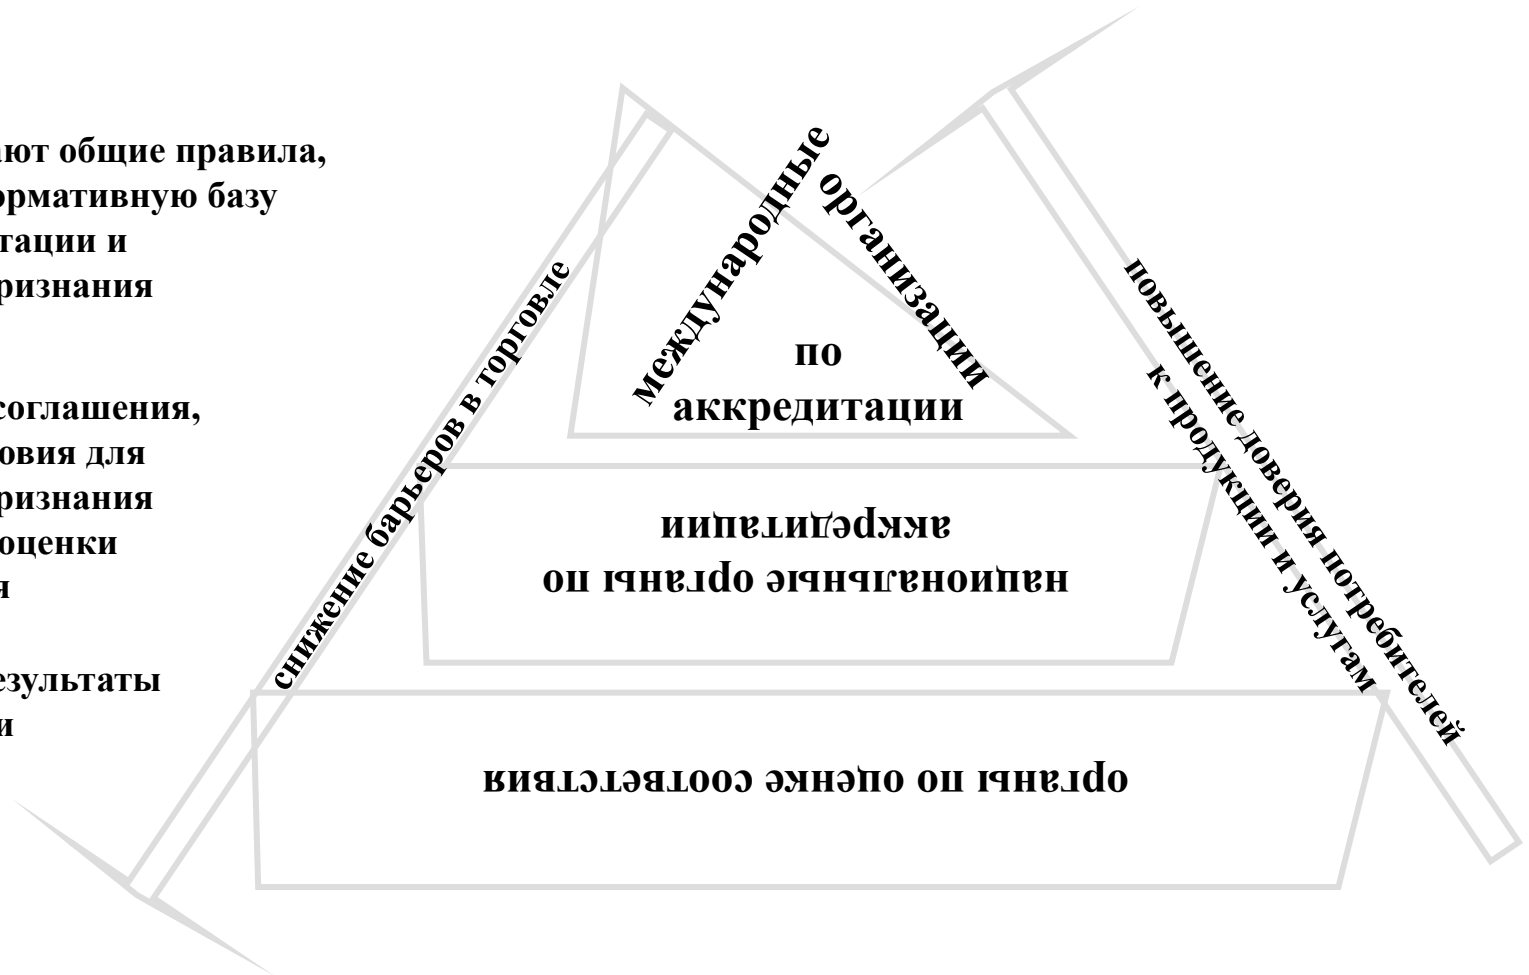 ют общие правила,
ормативную базу
тации и
ризнания
соглашения,
овия для
ризнания
оценки
я
езультаты
и
снижение барьеров в торговле
международные
организации
по
аккредитации
национальные органы по
аккредитации
органы по оценке соответствия
повышение доверия потребителей
к продукции и услугам